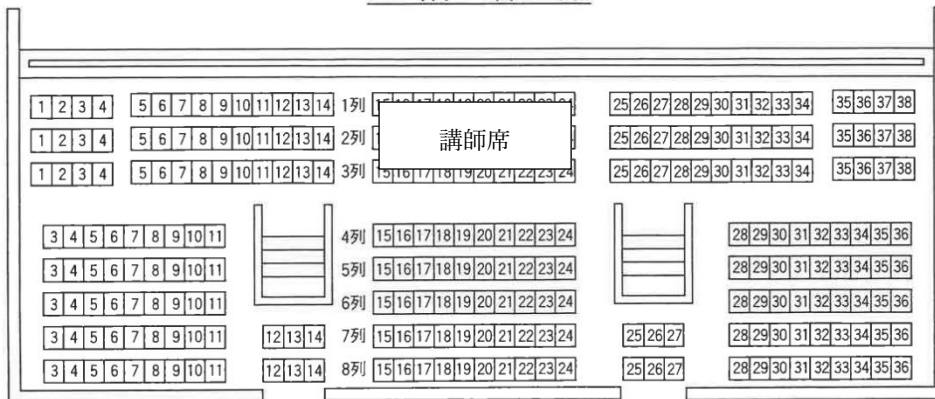 1 2 3 4 5 6 7 8 9 10 11 12 13 14 1列 25 26 27 28 29 30 31 32 33 34 35 36 37 38
1 2 3 4 5 6 7 8 9 10 11 12 13 14 2列 講師席 25 26 27 28 29 30 31 32 33 34 35 36 37 38
1 2 3 4 5 6 7 8 9 10 11 12 13 14 3列 15 16 17 18 19 20 21 22 23 24 25 26 27 28 29 30 31 32 33 34 35 36 37 38
3 4 5 6 7 8 9 10 11 4列 15 16 17 18 19 20 21 22 23 24 28 29 30 31 32 33 34 35 36
3 4 5 6 7 8 9 10 11 5列 15 16 17 18 19 20 21 22 23 24 28 29 30 31 32 33 34 35 36
3 4 5 6 7 8 9 10 11 6列 15 16 17 18 19 20 21 22 23 24 28 29 30 31 32 33 34 35 36
3 4 5 6 7 8 9 10 11 12 13 14 7列 15 16 17 18 19 20 21 22 23 24 25 26 27 28 29 30 31 32 33 34 35 36
3 4 5 6 7 8 9 10 11 12 13 14 8列 15 16 17 18 19 20 21 22 23 24 25 26 27 28 29 30 31 32 33 34 35 36